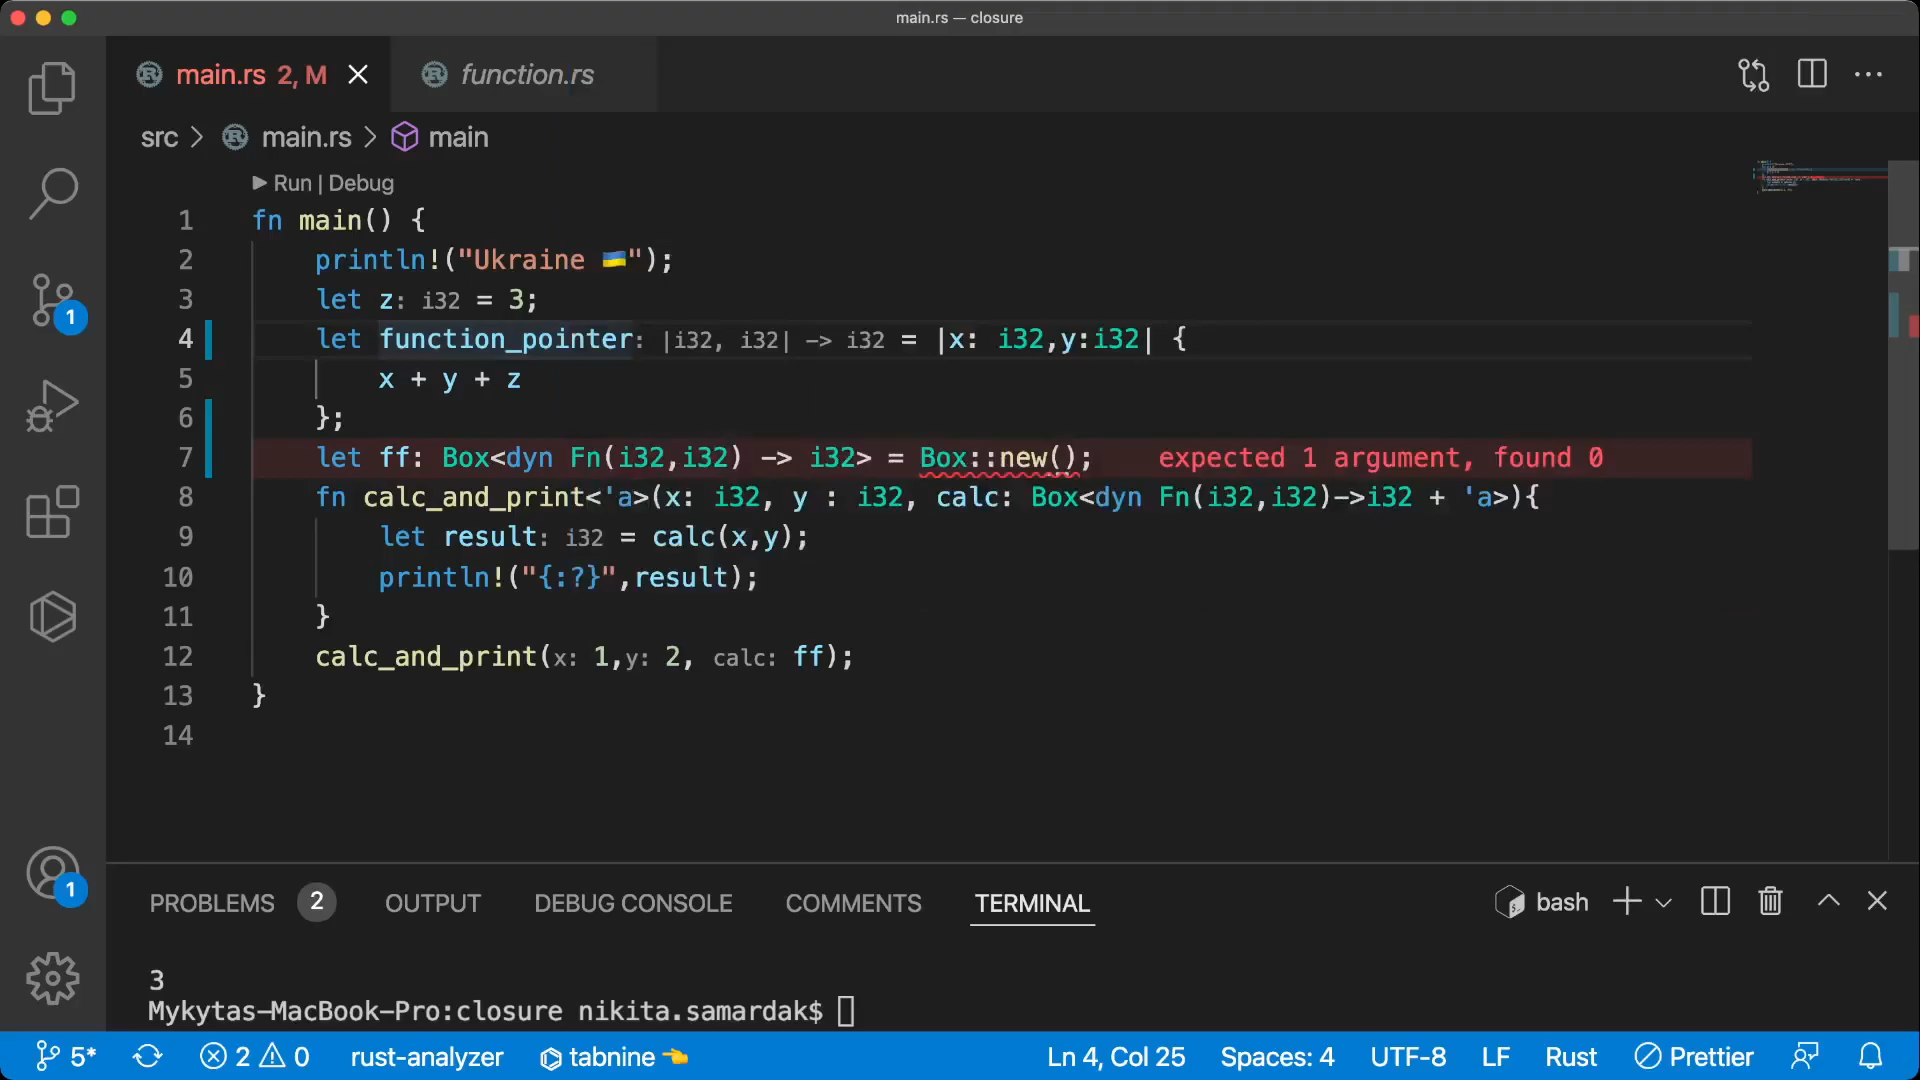 main.rs — closure
main.rs 2, M
function.rs
src > main.rs > main
Run | Debug
1 fn main() {
2 println!("Ukraine 🇺🇦");
3 let z: i32 = 3;
4 let function_pointer: |i32, i32| -> i32 = |x: i32,y:i32| {
5 x + y + z
6 };
7 let ff: Box<dyn Fn(i32,i32) -> i32> = Box::new(); expected 1 argument, found 0
8 fn calc_and_print<'a>(x: i32, y : i32, calc: Box<dyn Fn(i32,i32)->i32 + 'a>){
9 let result: i32 = calc(x,y);
10 println!("{:?}",result);
11 }
12 calc_and_print(x: 1,y: 2, calc: ff);
13 }
14
1
1
PROBLEMS 2 OUTPUT DEBUG CONSOLE COMMENTS TERMINAL bash
3
Mykytas-MacBook-Pro:closure nikita.samardak$
5* 2 0 rust-analyzer tabnine Ln 4, Col 25 Spaces: 4 UTF-8 LF Rust Prettier